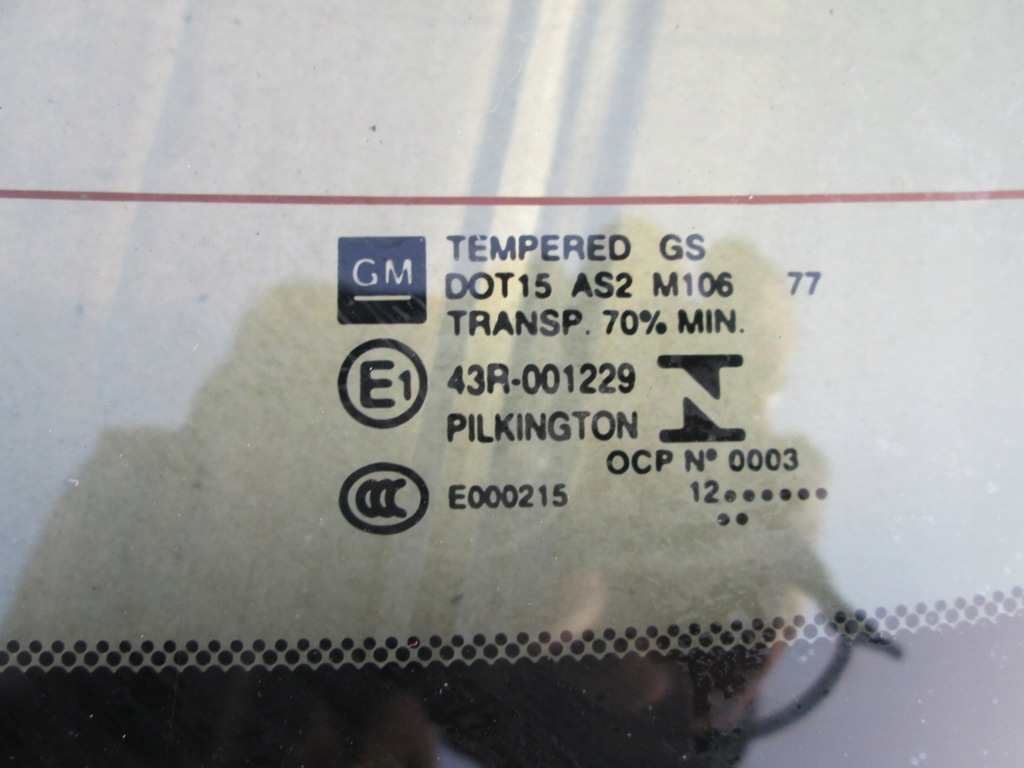 GM
TEMPERED GS
DOT15 AS2 M106 77
TRANSP. 70% MIN.
E1 43R-001229
PILKINGTON
OCP Nº 0003
CCC E000215
12